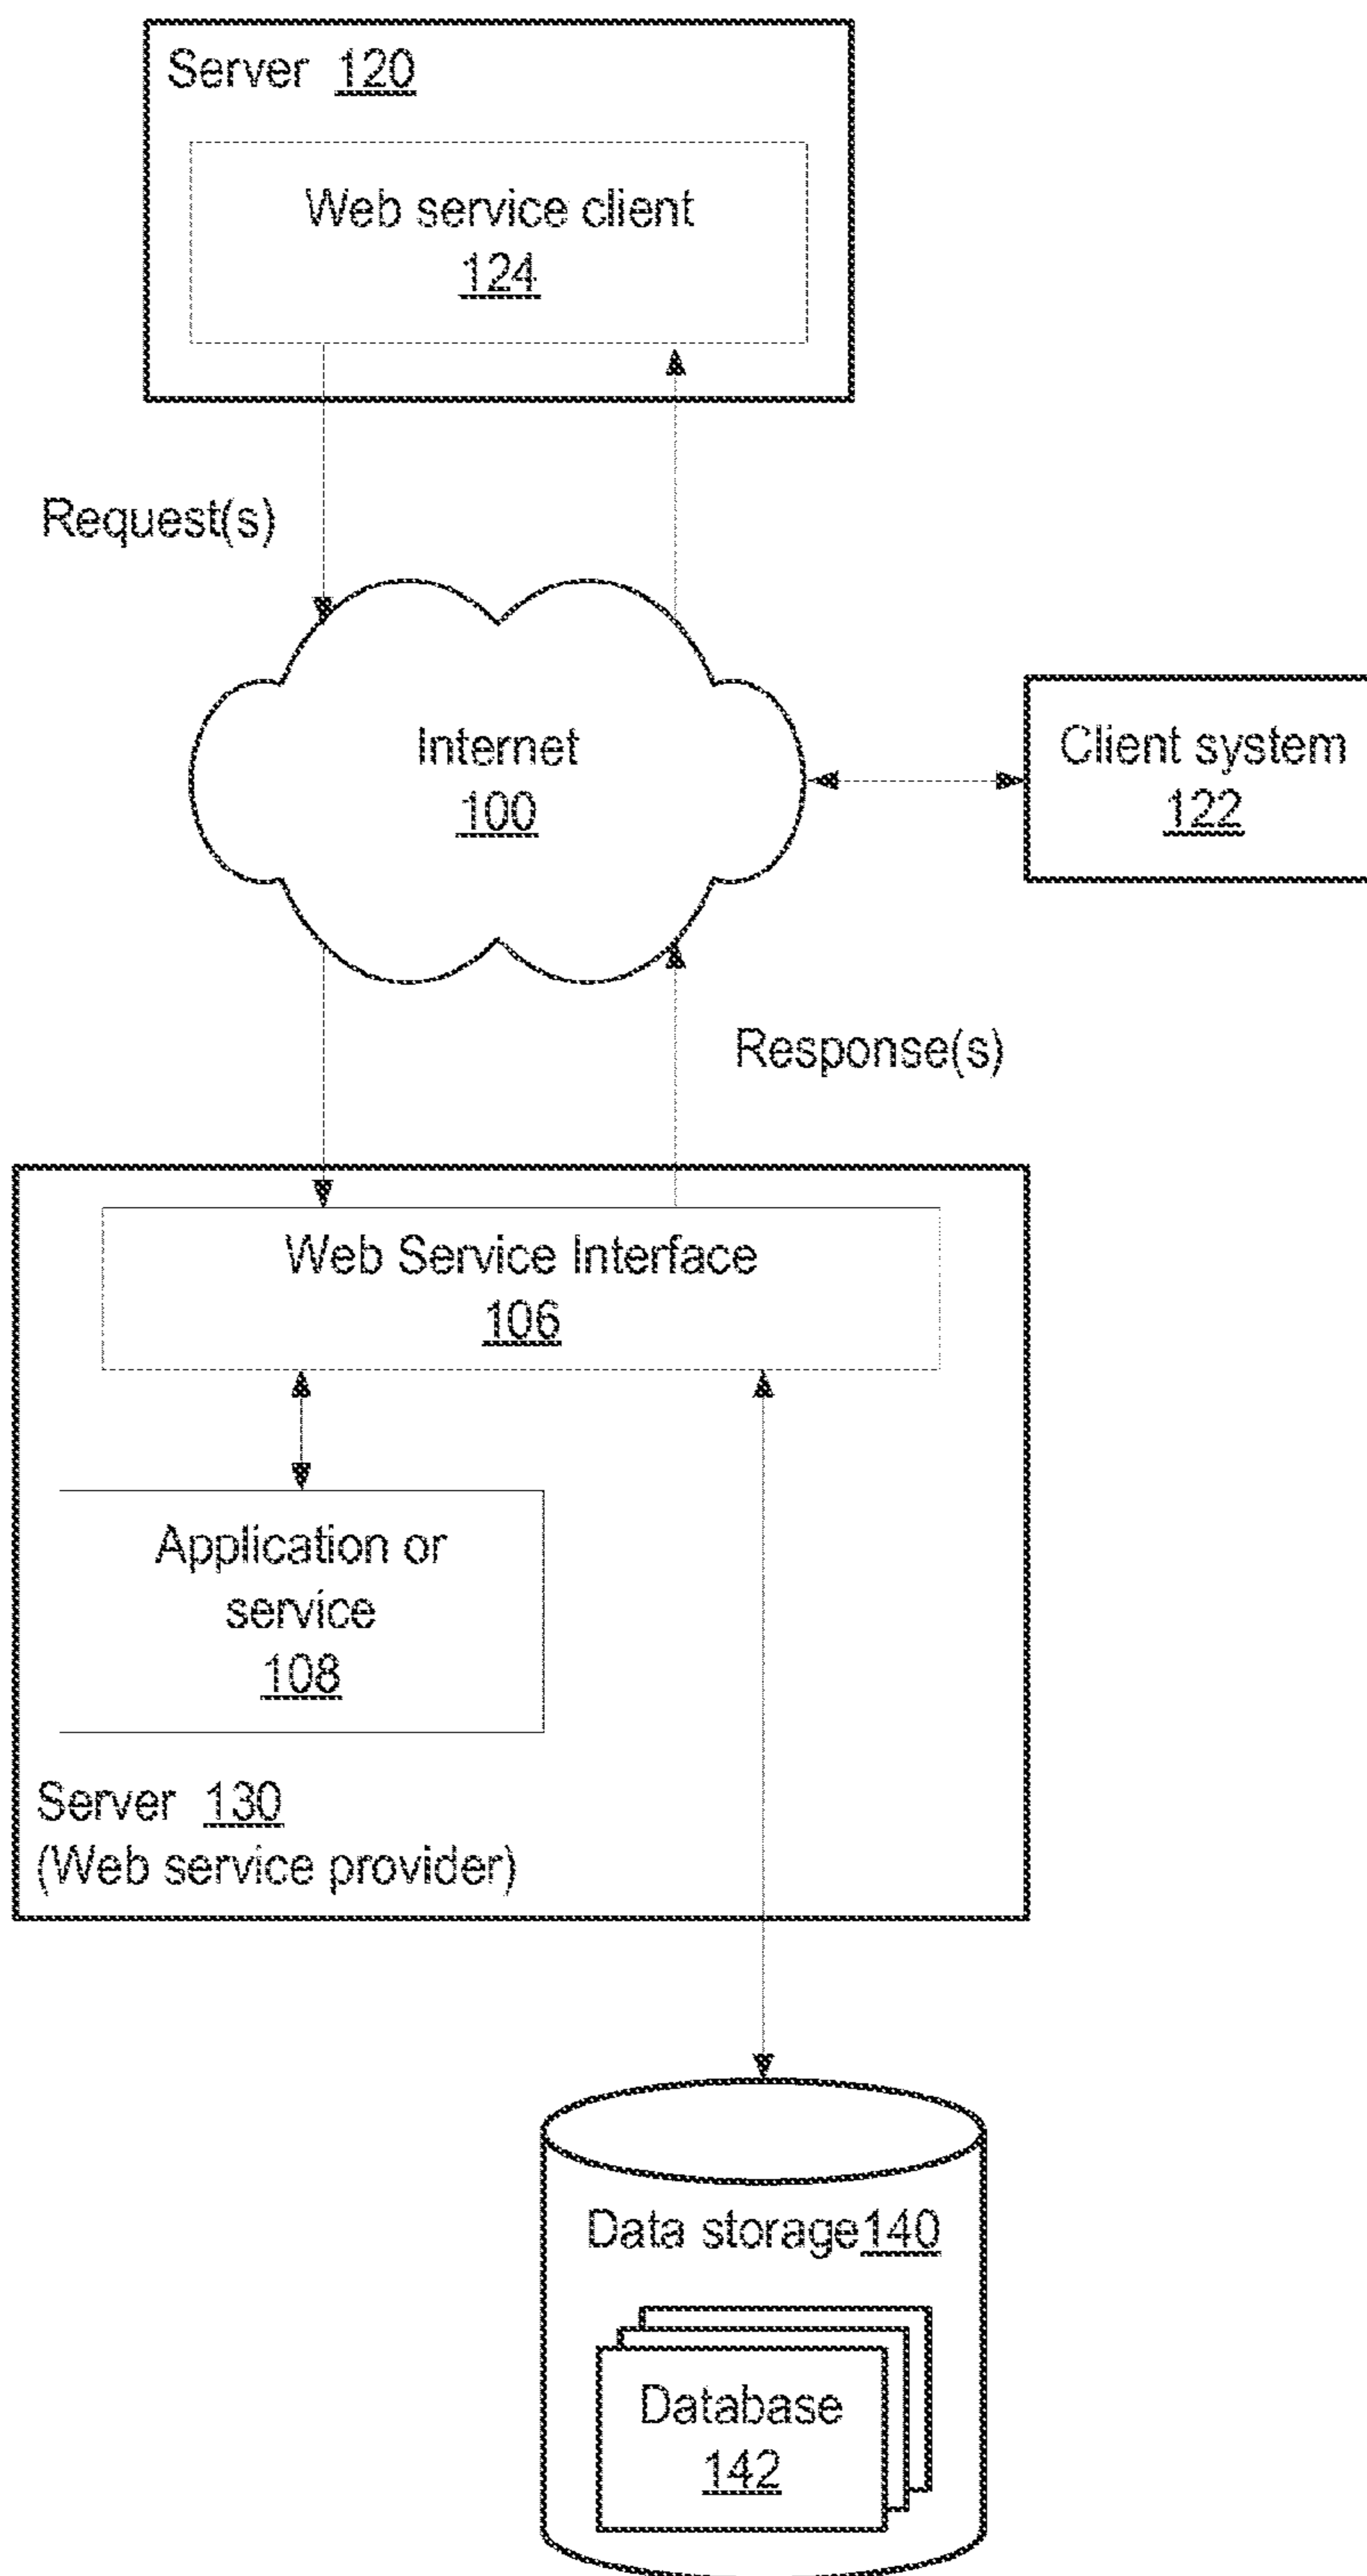 Server 120
Web service client
124
Request(s)
Internet
100
Client system
122
Response(s)
Web Service Interface
106
Application or
service
108
Server 130
(Web service provider)
Data storage140
Database
142